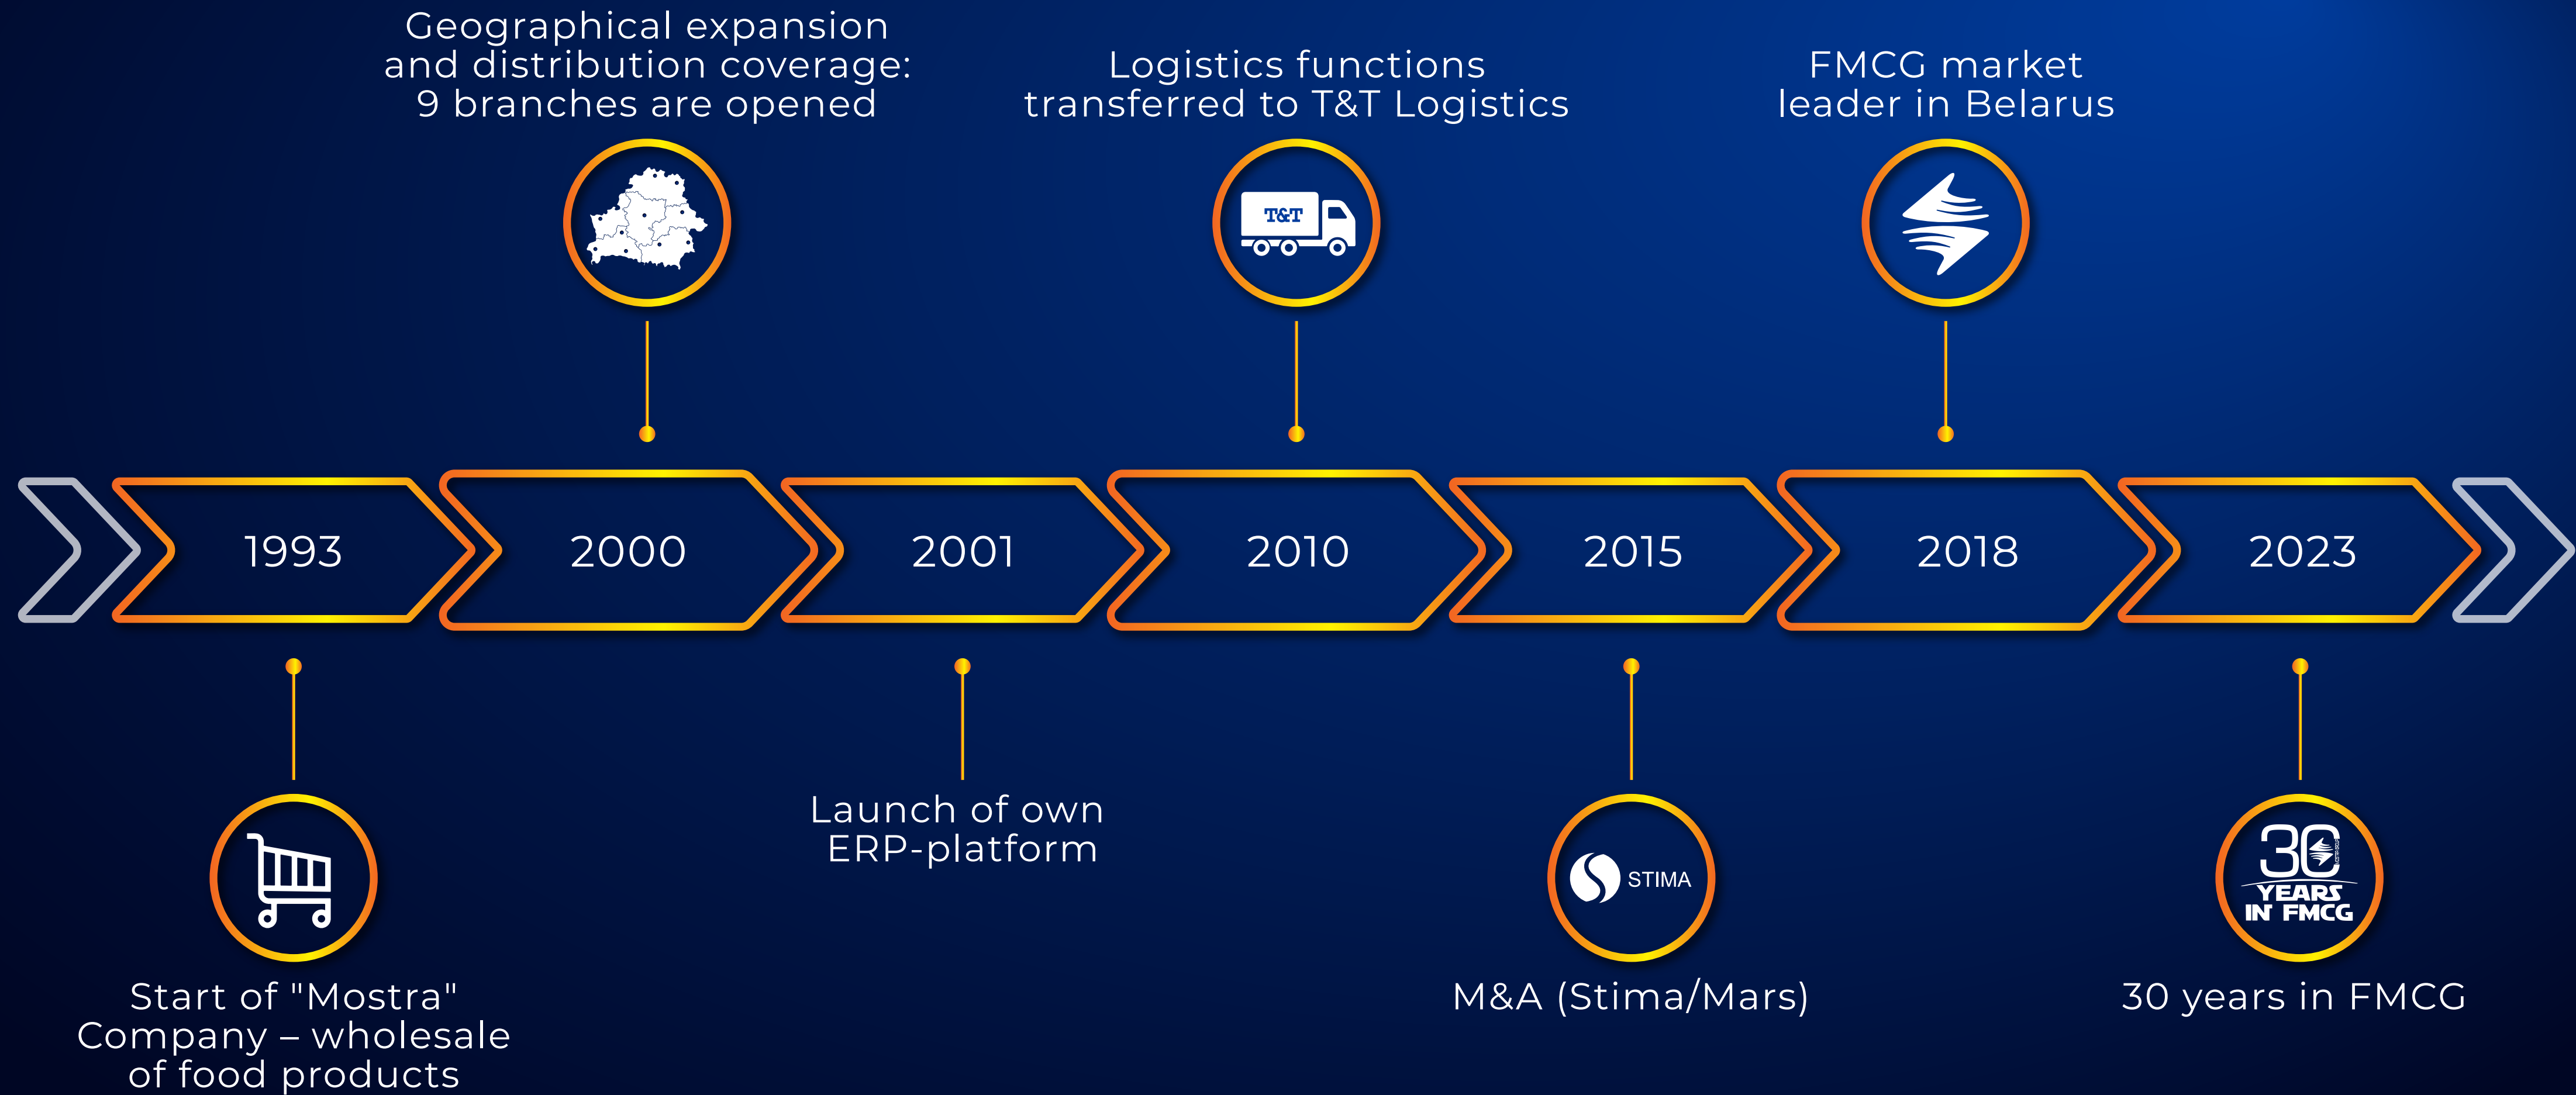 Geographical expansion
and distribution coverage:
9 branches are opened
Logistics functions
transferred to T&T Logistics
FMCG market
leader in Belarus
T&T
1993
2000
2001
2010
2015
2018
2023
Start of "Mostra"
Company – wholesale
of food products
Launch of own
ERP-platform
STIMA
M&A (Stima/Mars)
30
YEARS
IN FMCG
30 years in FMCG